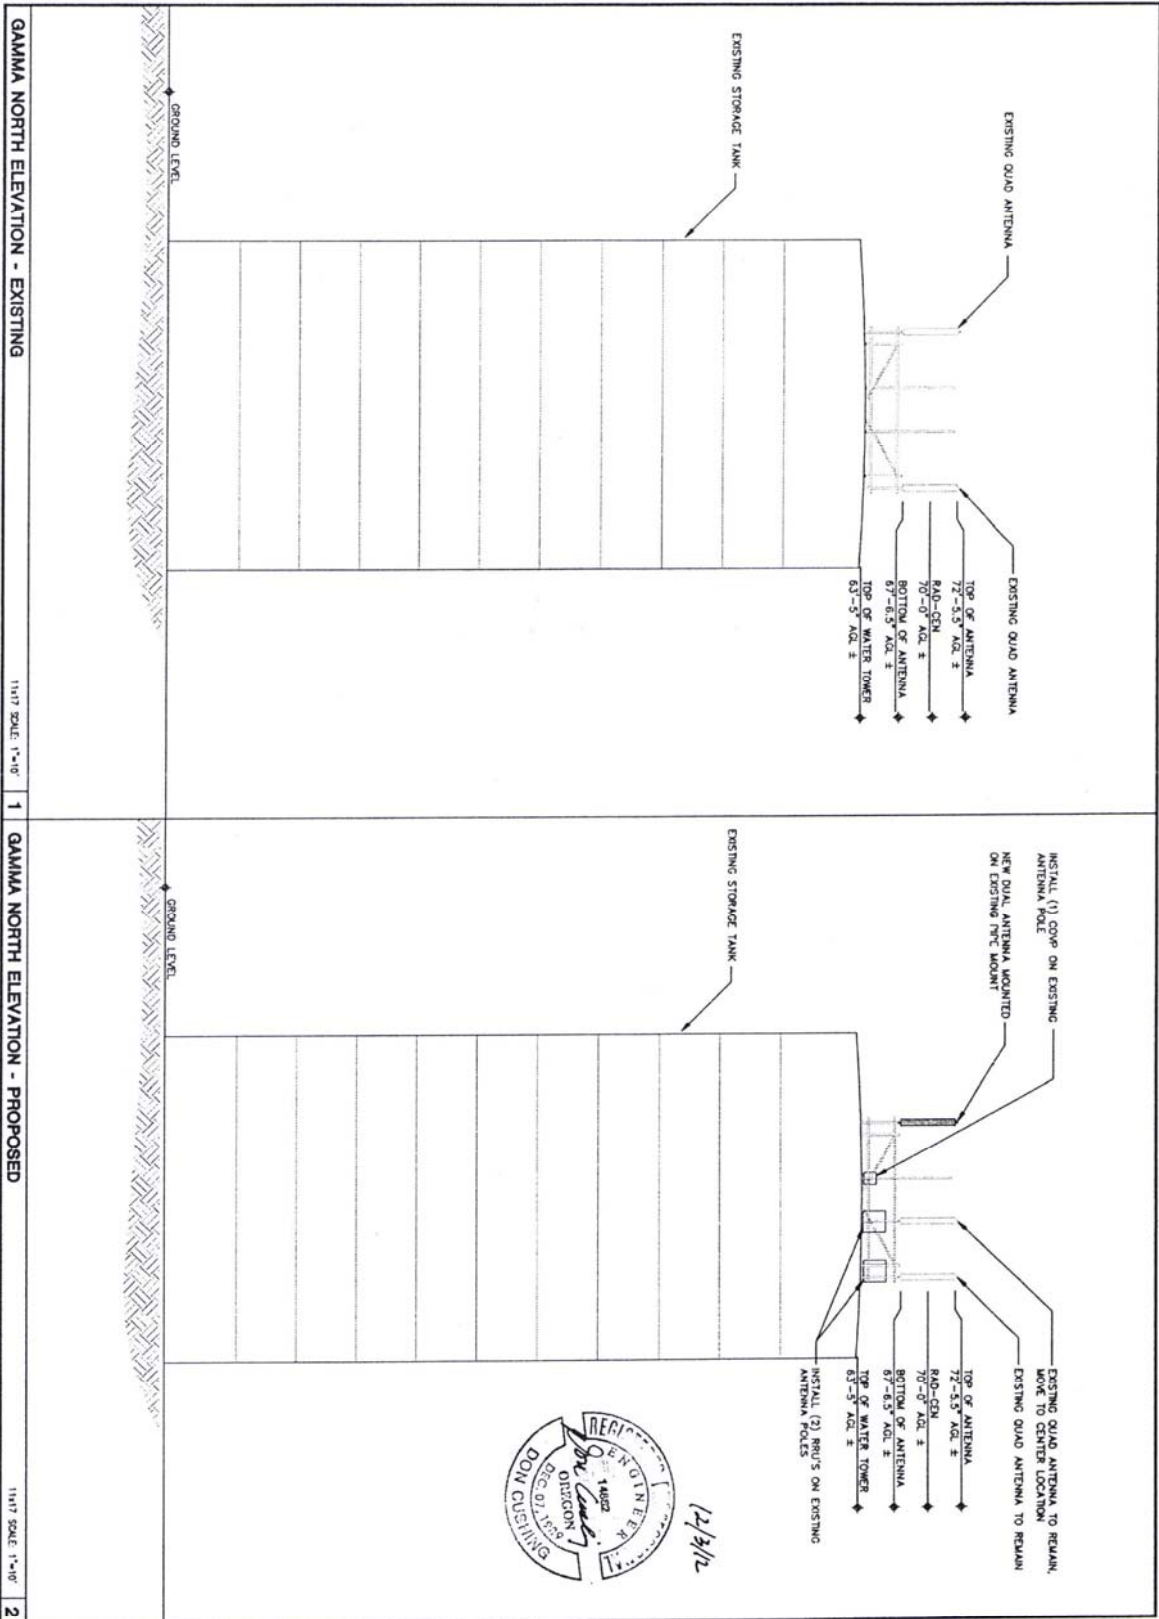 EXISTING QUAD ANTENNA
EXISTING QUAD ANTENNA
TOP OF ANTENNA
72'-5.5" AGL ±
RAD-CEN
70'-0" AGL ±
BOTTOM OF ANTENNA
67'-6.5" AGL ±
TOP OF WATER TOWER
63'-5" AGL ±
EXISTING STORAGE TANK
GROUND LEVEL
GAMMA NORTH ELEVATION - EXISTING
11x17 SCALE: 1"=10'
1
INSTALL (1) COVP ON EXISTING
ANTENNA POLE
NEW DUAL ANTENNA MOUNTED
ON EXISTING PIPE MOUNT
EXISTING QUAD ANTENNA TO REMAIN,
MOVE TO CENTER LOCATION
EXISTING QUAD ANTENNA TO REMAIN
TOP OF ANTENNA
72'-5.5" AGL ±
RAD-CEN
70'-0" AGL ±
BOTTOM OF ANTENNA
67'-6.5" AGL ±
TOP OF WATER TOWER
63'-5" AGL ±
INSTALL (2) RRU'S ON EXISTING
ANTENNA POLES
EXISTING STORAGE TANK
12/3/12
ENGINEER
OREGON
DEC. 07, 1989
DON CUSHING
GROUND LEVEL
GAMMA NORTH ELEVATION - PROPOSED
11x17 SCALE: 1"=10'
2